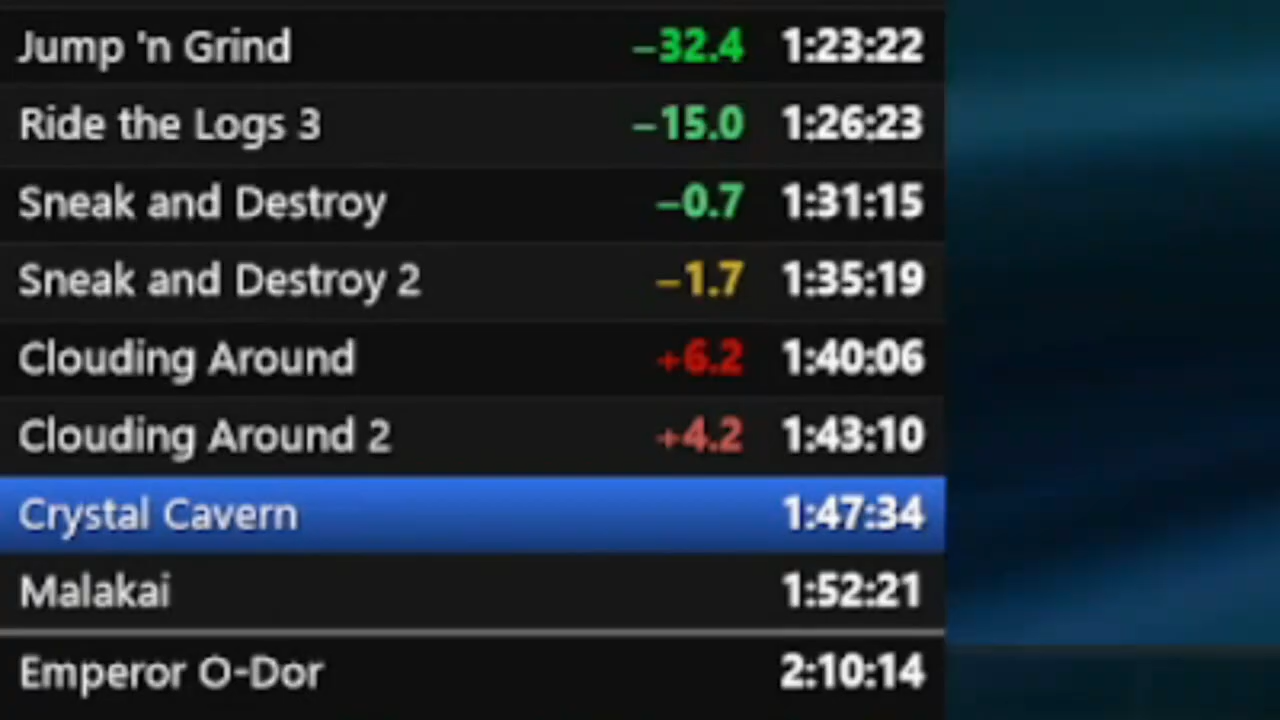 Jump 'n Grind −32.4 1:23:22
Ride the Logs 3 −15.0 1:26:23
Sneak and Destroy −0.7 1:31:15
Sneak and Destroy 2 −1.7 1:35:19
Clouding Around +6.2 1:40:06
Clouding Around 2 +4.2 1:43:10
Crystal Cavern 1:47:34
Malakai 1:52:21
Emperor O-Dor 2:10:14